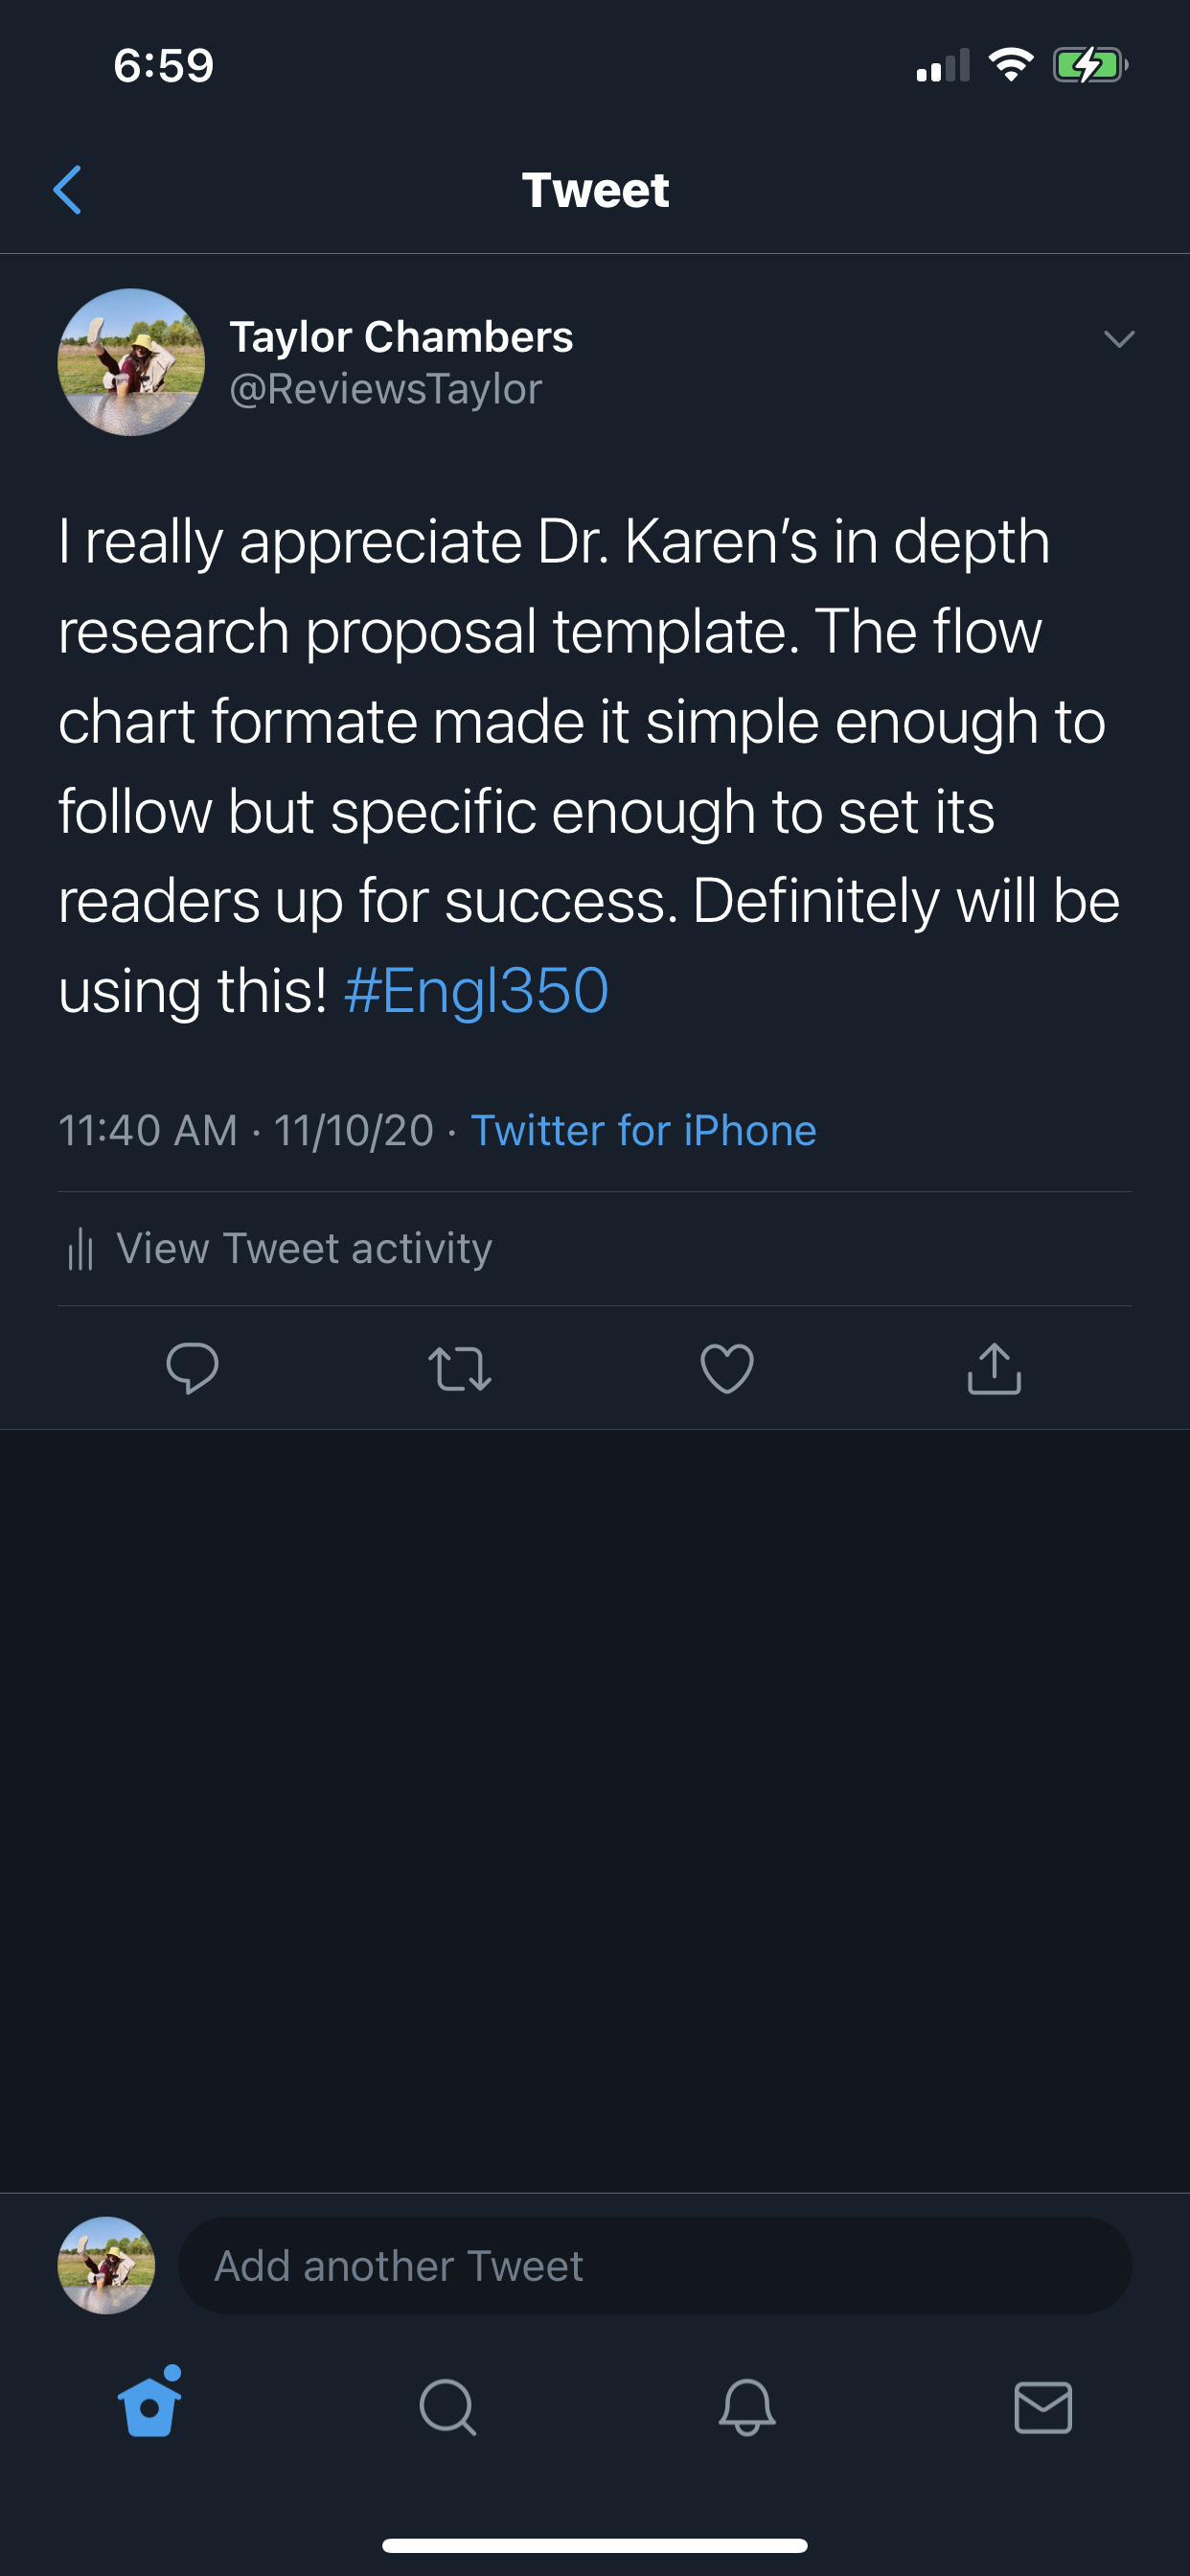 6:59
Tweet
Taylor Chambers
@ReviewsTaylor
I really appreciate Dr. Karen’s in depth
research proposal template. The flow
chart formate made it simple enough to
follow but specific enough to set its
readers up for success. Definitely will be
using this! #Engl350
11:40 AM · 11/10/20 · Twitter for iPhone
View Tweet activity
Add another Tweet